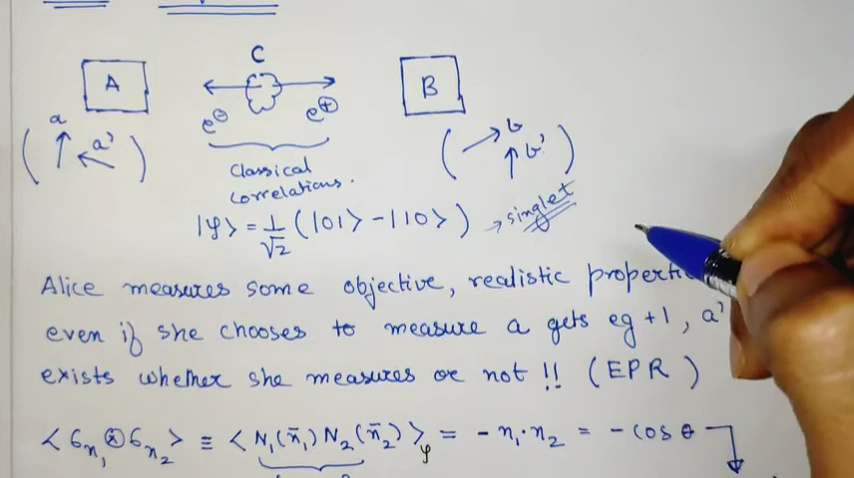 C
A
B
e⊖ e⊕
a
a'
b
b'
Classical
Correlations.
|ψ> = 1/√2 (|01> - |10>) → singlet
Alice measures some objective, realistic
even if she chooses to measure a gets eg +1, a'
exists whether she measures or not !! (EPR)
<σn₁ ⊗ σn₂> ≡ <N₁(n̄₁) N₂(n̄₂)>ψ = - n₁·n₂ = - cos θ